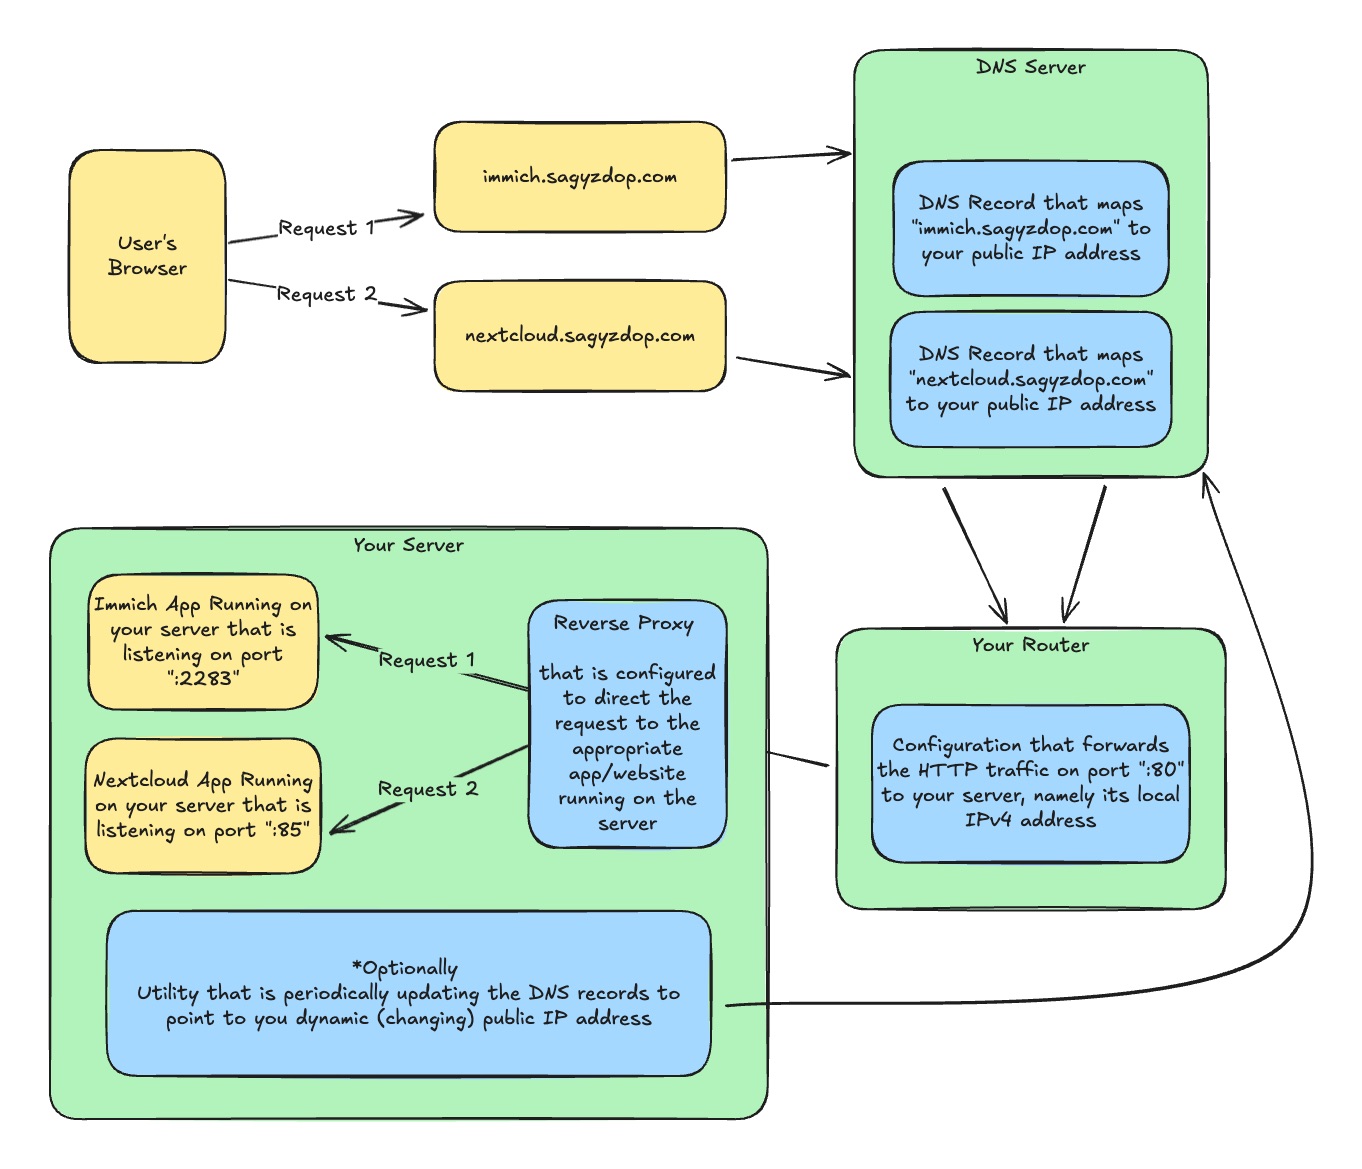 DNS Server
immich.sagyzdop.com
DNS Record that maps
"immich.sagyzdop.com" to
your public IP address
User's
Browser
Request 1
Request 2
nextcloud.sagyzdop.com
DNS Record that maps
"nextcloud.sagyzdop.com"
to your public IP address
Your Server
Immich App Running on
your server that is
listening on port
":2283"
Request 1
Reverse Proxy
that is configured
to direct the
request to the
appropriate
app/website
running on the
server
Nextcloud App Running
on your server that is
listening on port ":85"
Request 2
Your Router
Configuration that forwards
the HTTP traffic on port ":80"
to your server, namely its local
IPv4 address
*Optionally
Utility that is periodically updating the DNS records to
point to you dynamic (changing) public IP address